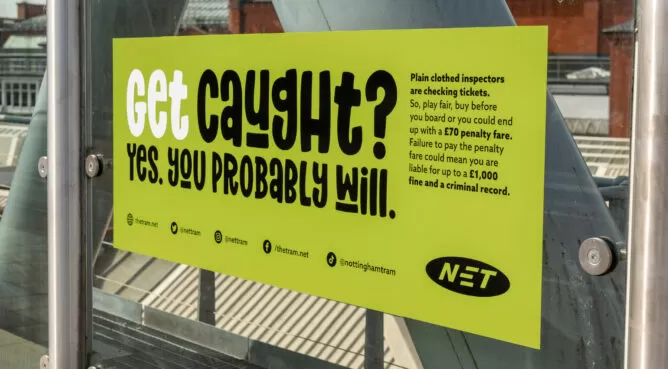 Get Caught?
Yes. you probably will.
Plain clothed inspectors
are checking tickets.
So, play fair, buy before
you board or you could end
up with a £70 penalty fare.
Failure to pay the penalty
fare could mean you are
liable for up to a £1,000
fine and a criminal record.
thetram.net
@nettram
@nettram
/thetram.net
@nottinghamtram
NET